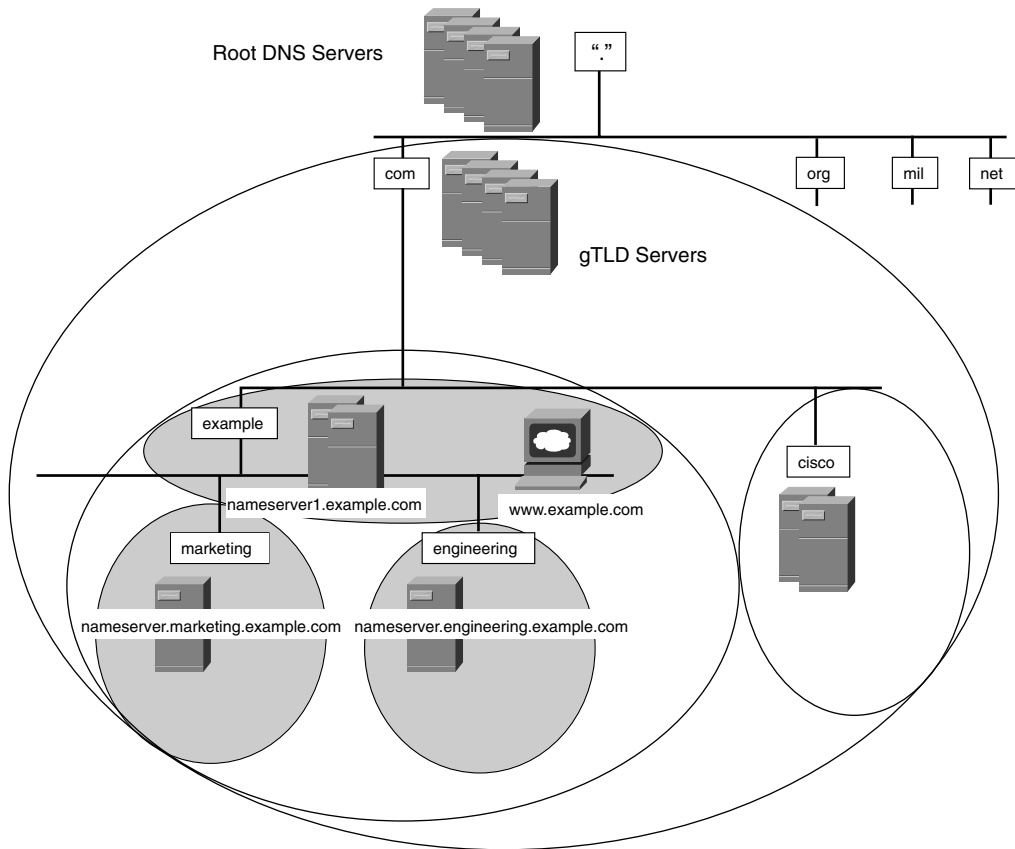 Root DNS Servers
“.”
com
org
mil
net
gTLD Servers
example
cisco
nameserver1.example.com
www.example.com
marketing
engineering
nameserver.marketing.example.com
nameserver.engineering.example.com